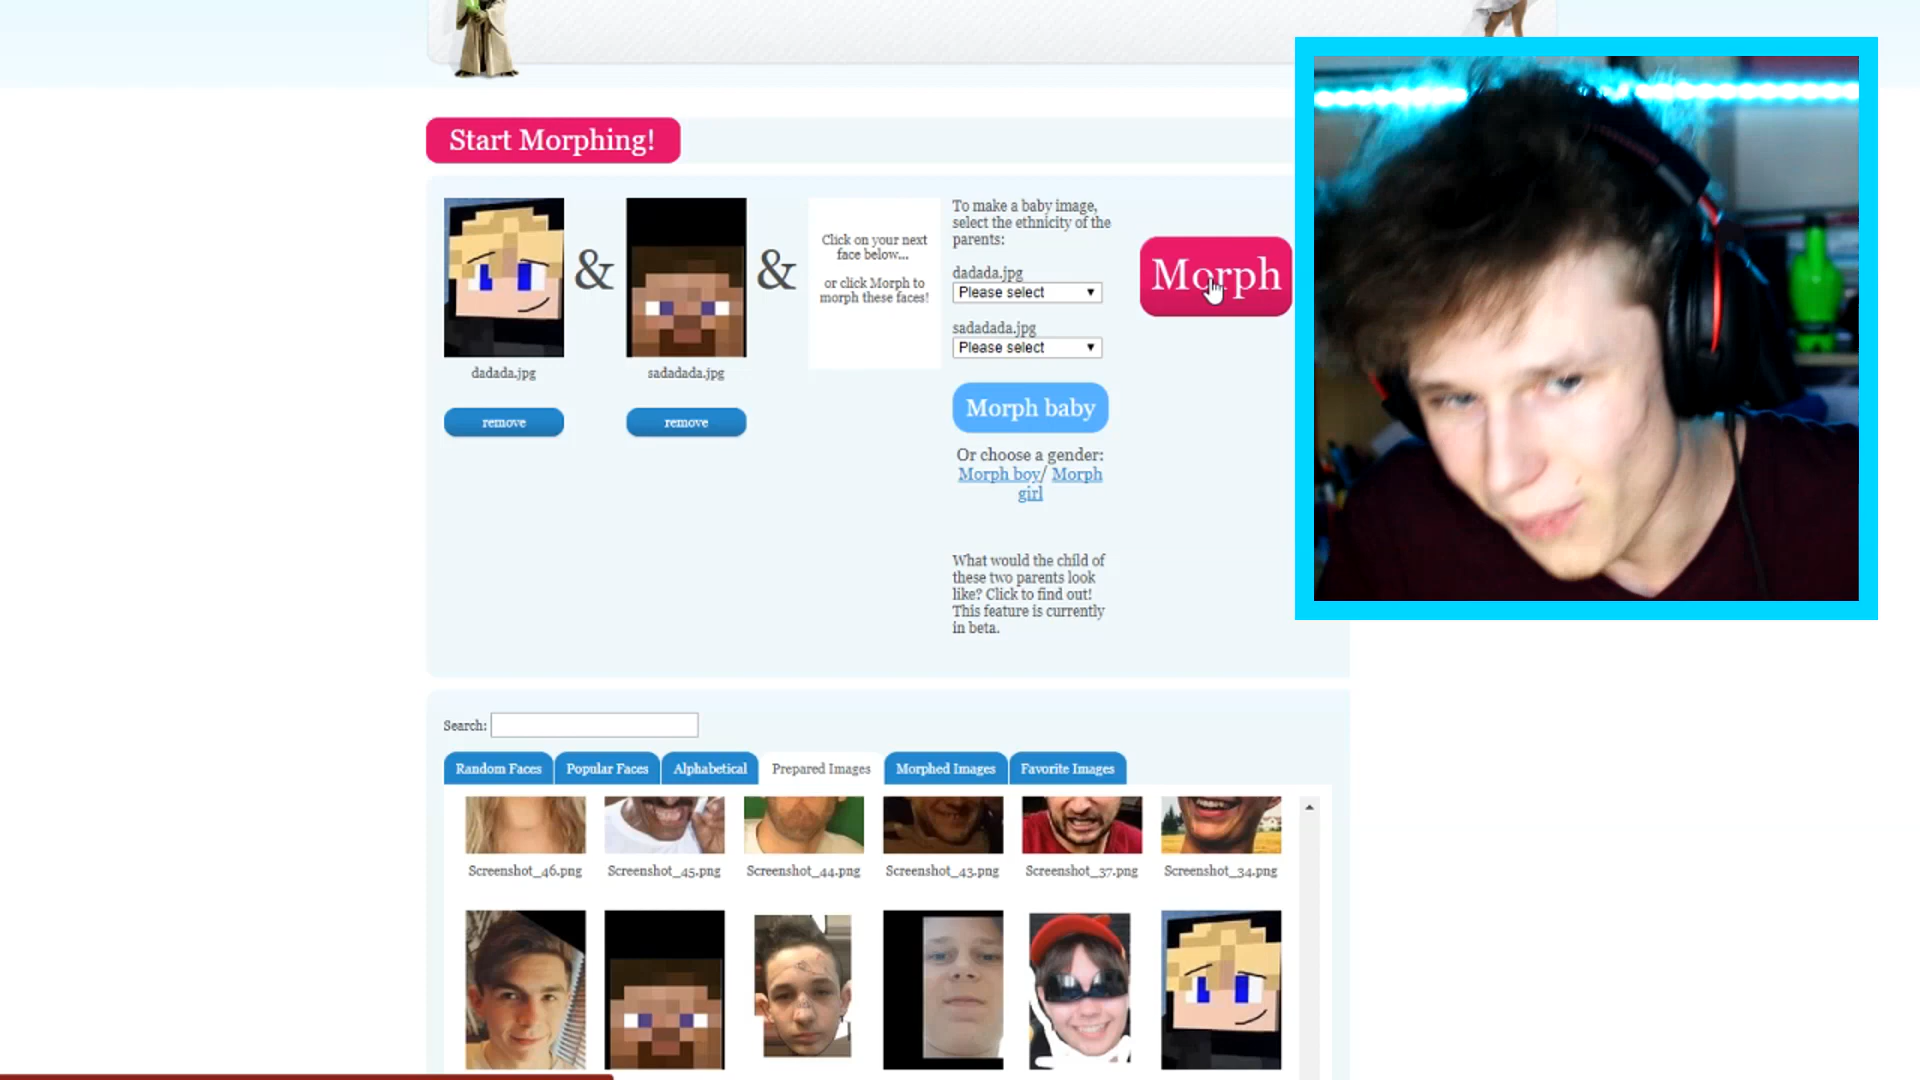 Start Morphing!
&
&
Click on your next
face below...
or click Morph to
morph these faces!
dadada.jpg
sadadada.jpg
remove
remove
To make a baby image,
select the ethnicity of the
parents:
dadada.jpg
Please select
sadadada.jpg
Please select
Morph baby
Or choose a gender:
Morph boy/ Morph
girl
What would the child of
these two parents look
like? Click to find out!
This feature is currently
in beta.
Morph
Search:
Random Faces
Popular Faces
Alphabetical
Prepared Images
Morphed Images
Favorite Images
Screenshot_46.png
Screenshot_45.png
Screenshot_44.png
Screenshot_43.png
Screenshot_37.png
Screenshot_34.png